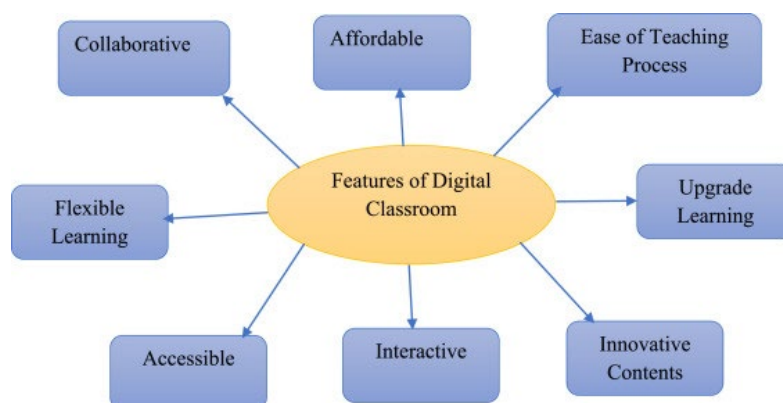 Collaborative
Affordable
Ease of Teaching
Process
Features of Digital
Classroom
Flexible
Learning
Upgrade
Learning
Accessible
Interactive
Innovative
Contents